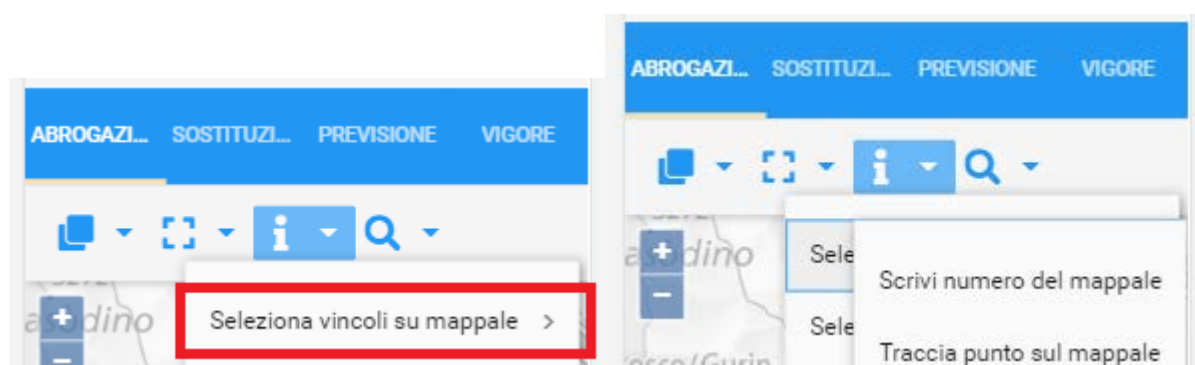 ABROGAZI... SOSTITUZI... PREVISIONE VIGORE
Seleziona vincoli su mappale >
ABROGAZI... SOSTITUZI... PREVISIONE VIGORE
Sele
Scrivi numero del mappale
Sele
Traccia punto sul mappale